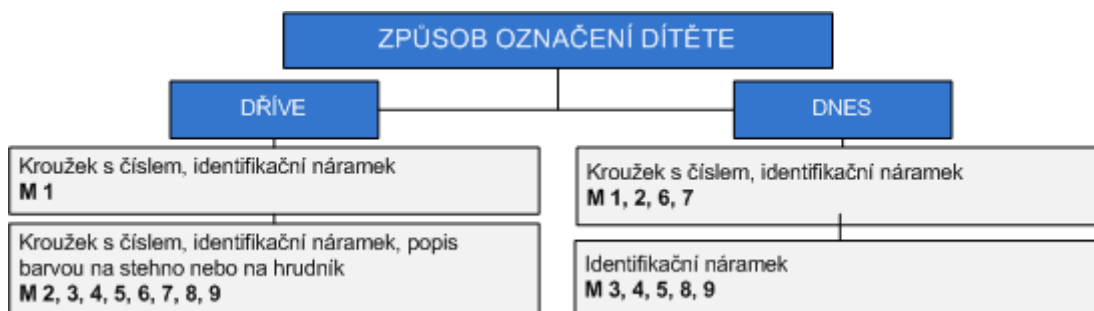 ZPŮSOB OZNAČENÍ DÍTĚTE
DŘÍVE
Kroužek s číslem, identifikační náramek
M 1
Kroužek s číslem, identifikační náramek, popis
barvou na stehno nebo na hrudník
M 2, 3, 4, 5, 6, 7, 8, 9
DNES
Kroužek s číslem, identifikační náramek
M 1, 2, 6, 7
Identifikační náramek
M 3, 4, 5, 8, 9